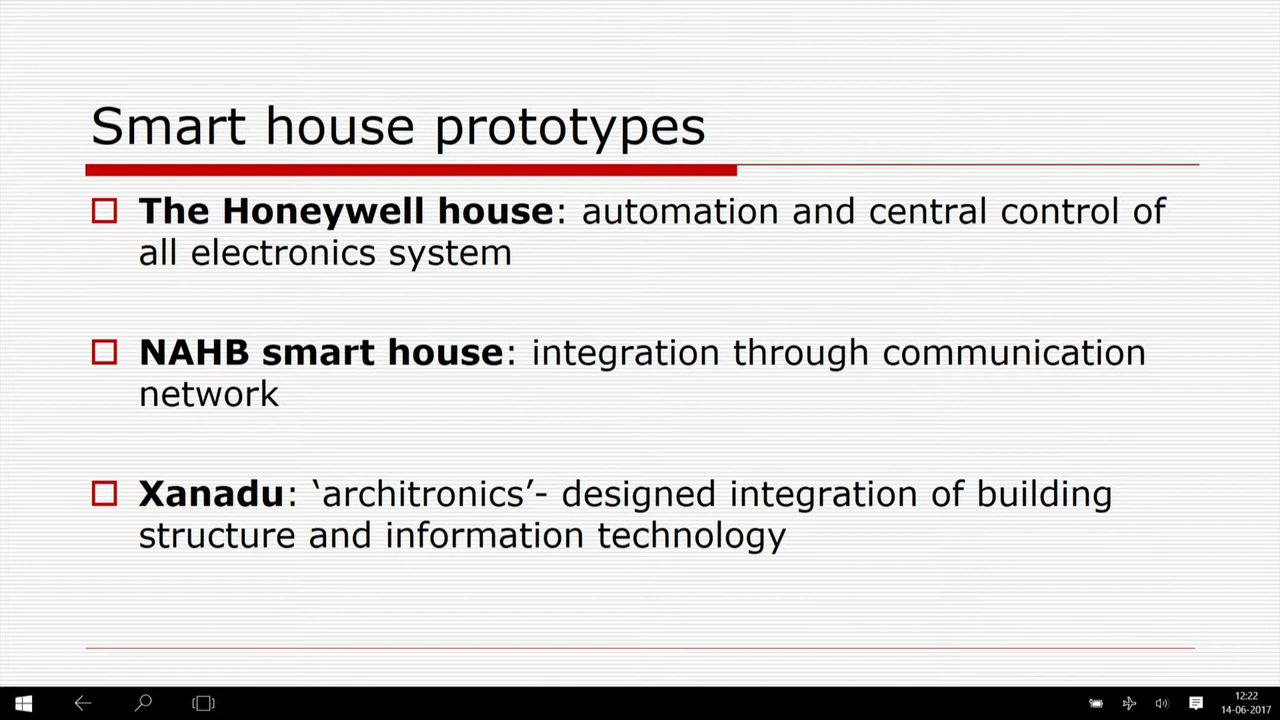 Smart house prototypes
The Honeywell house: automation and central control of
all electronics system
NAHB smart house: integration through communication
network
Xanadu: ‘architronics’- designed integration of building
structure and information technology
12:22
14-06-2017